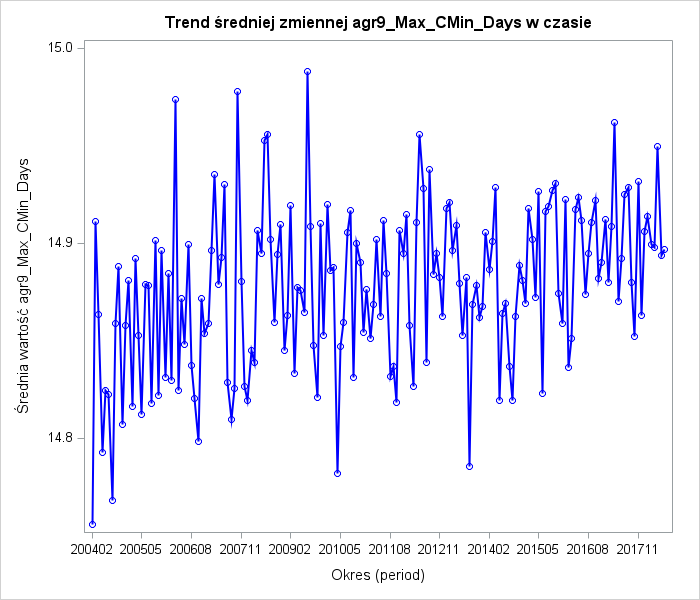 Trend średniej zmiennej agr9_Max_CMin_Days w czasie
Średnia wartość agr9_Max_CMin_Days
15.0
14.9
14.8
200402 200505 200608 200711 200902 201005 201108 201211 201402 201505 201608 201711
Okres (period)